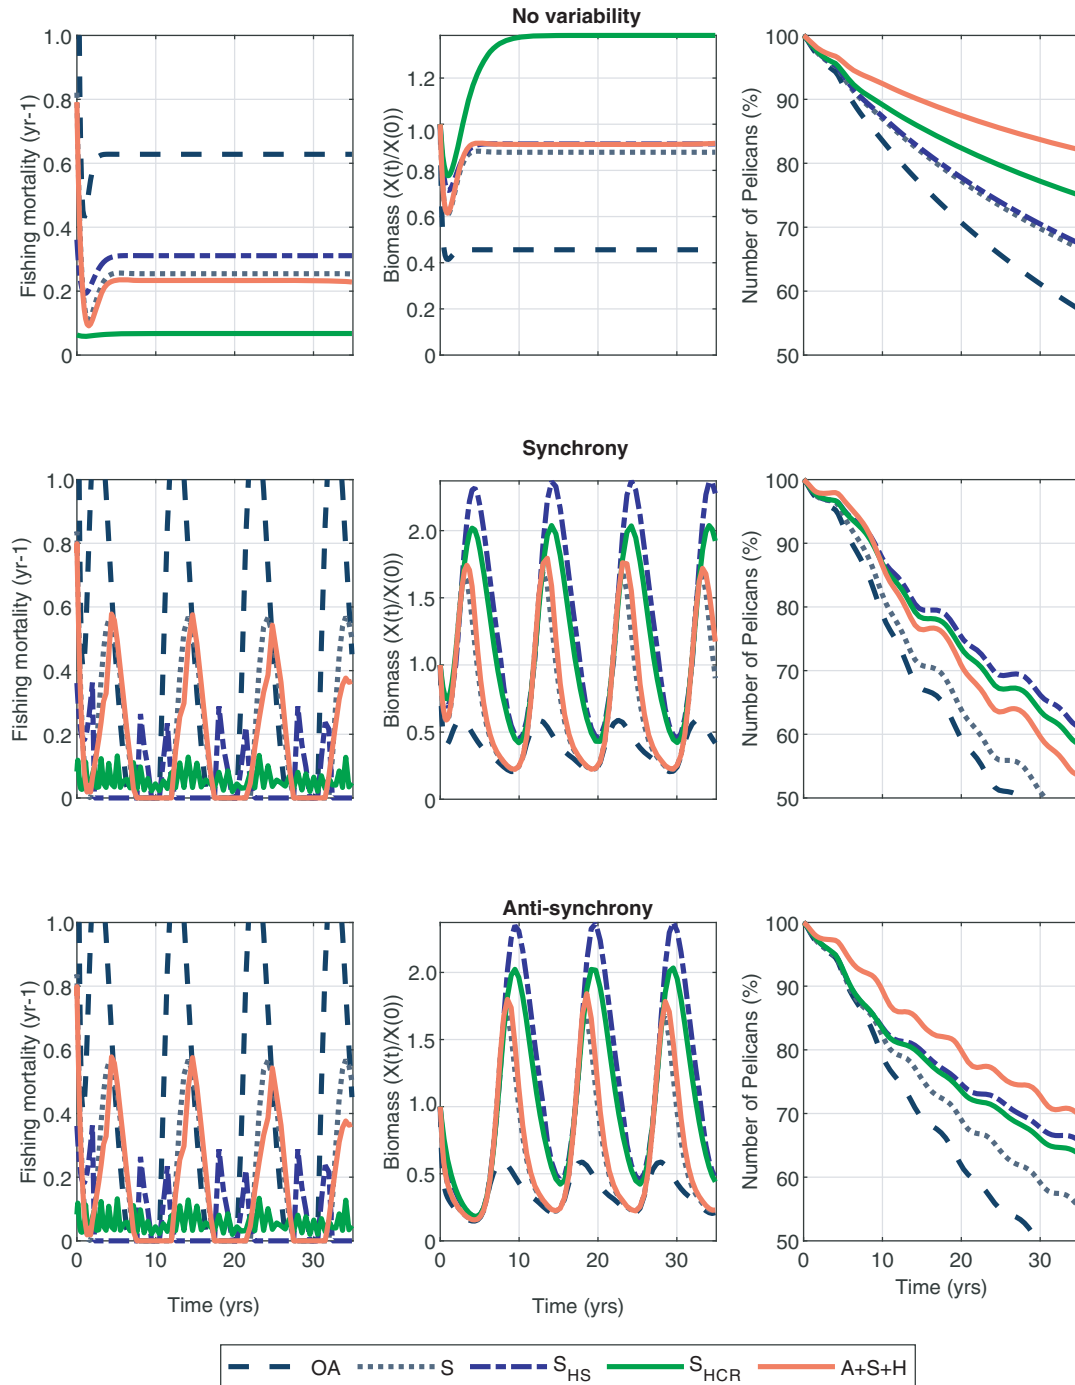 No variability
Fishing mortality (yr-1)
1.0
0.8
0.6
0.4
0.2
0
Biomass (X(t)/X(0))
1.2
1.0
0.8
0.6
0.4
0.2
0
Number of Pelicans (%)
100
90
80
70
60
50
Synchrony
Fishing mortality (yr-1)
1.0
0.8
0.6
0.4
0.2
0
Biomass (X(t)/X(0))
2.0
1.5
1.0
0.5
0
Number of Pelicans (%)
100
90
80
70
60
50
Anti-synchrony
Fishing mortality (yr-1)
1.0
0.8
0.6
0.4
0.2
0
0 10 20 30
Time (yrs)
Biomass (X(t)/X(0))
2.0
1.5
1.0
0.5
0
0 10 20 30
Time (yrs)
Number of Pelicans (%)
100
90
80
70
60
50
0 10 20 30
Time (yrs)
OA S S_HS S_HCR A+S+H